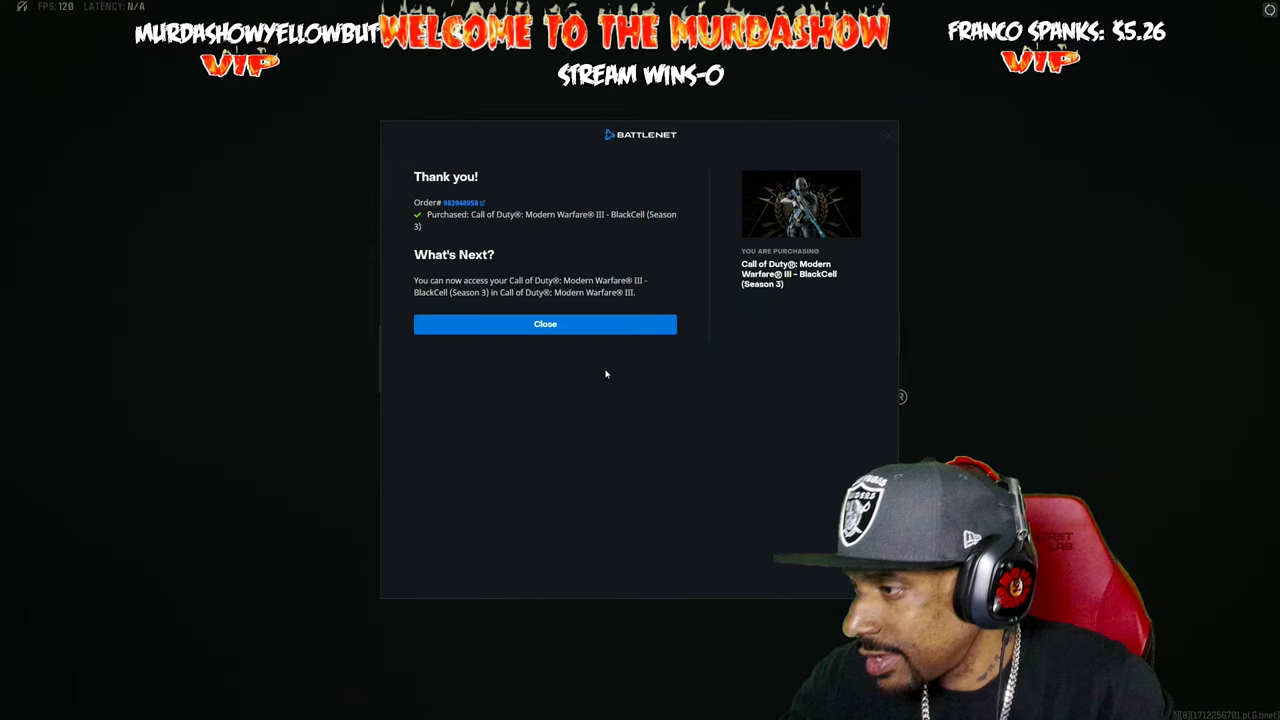 FPS: 120 LATENCY: N/A
MURDASHOWYELLOWBUT
VIP
WELCOME TO THE MURDASHOW
STREAM WINS-0
FRANCO SPANKS: $5.26
VIP
BATTLENET
Thank you!
Order# 983948958
Purchased: Call of Duty®: Modern Warfare® III - BlackCell (Season
3)
What's Next?
You can now access your Call of Duty®: Modern Warfare® III -
BlackCell (Season 3) in Call of Duty®: Modern Warfare® III.
Close
YOU ARE PURCHASING
Call of Duty®: Modern
Warfare® III - BlackCell
(Season 3)
®
RAIDERS